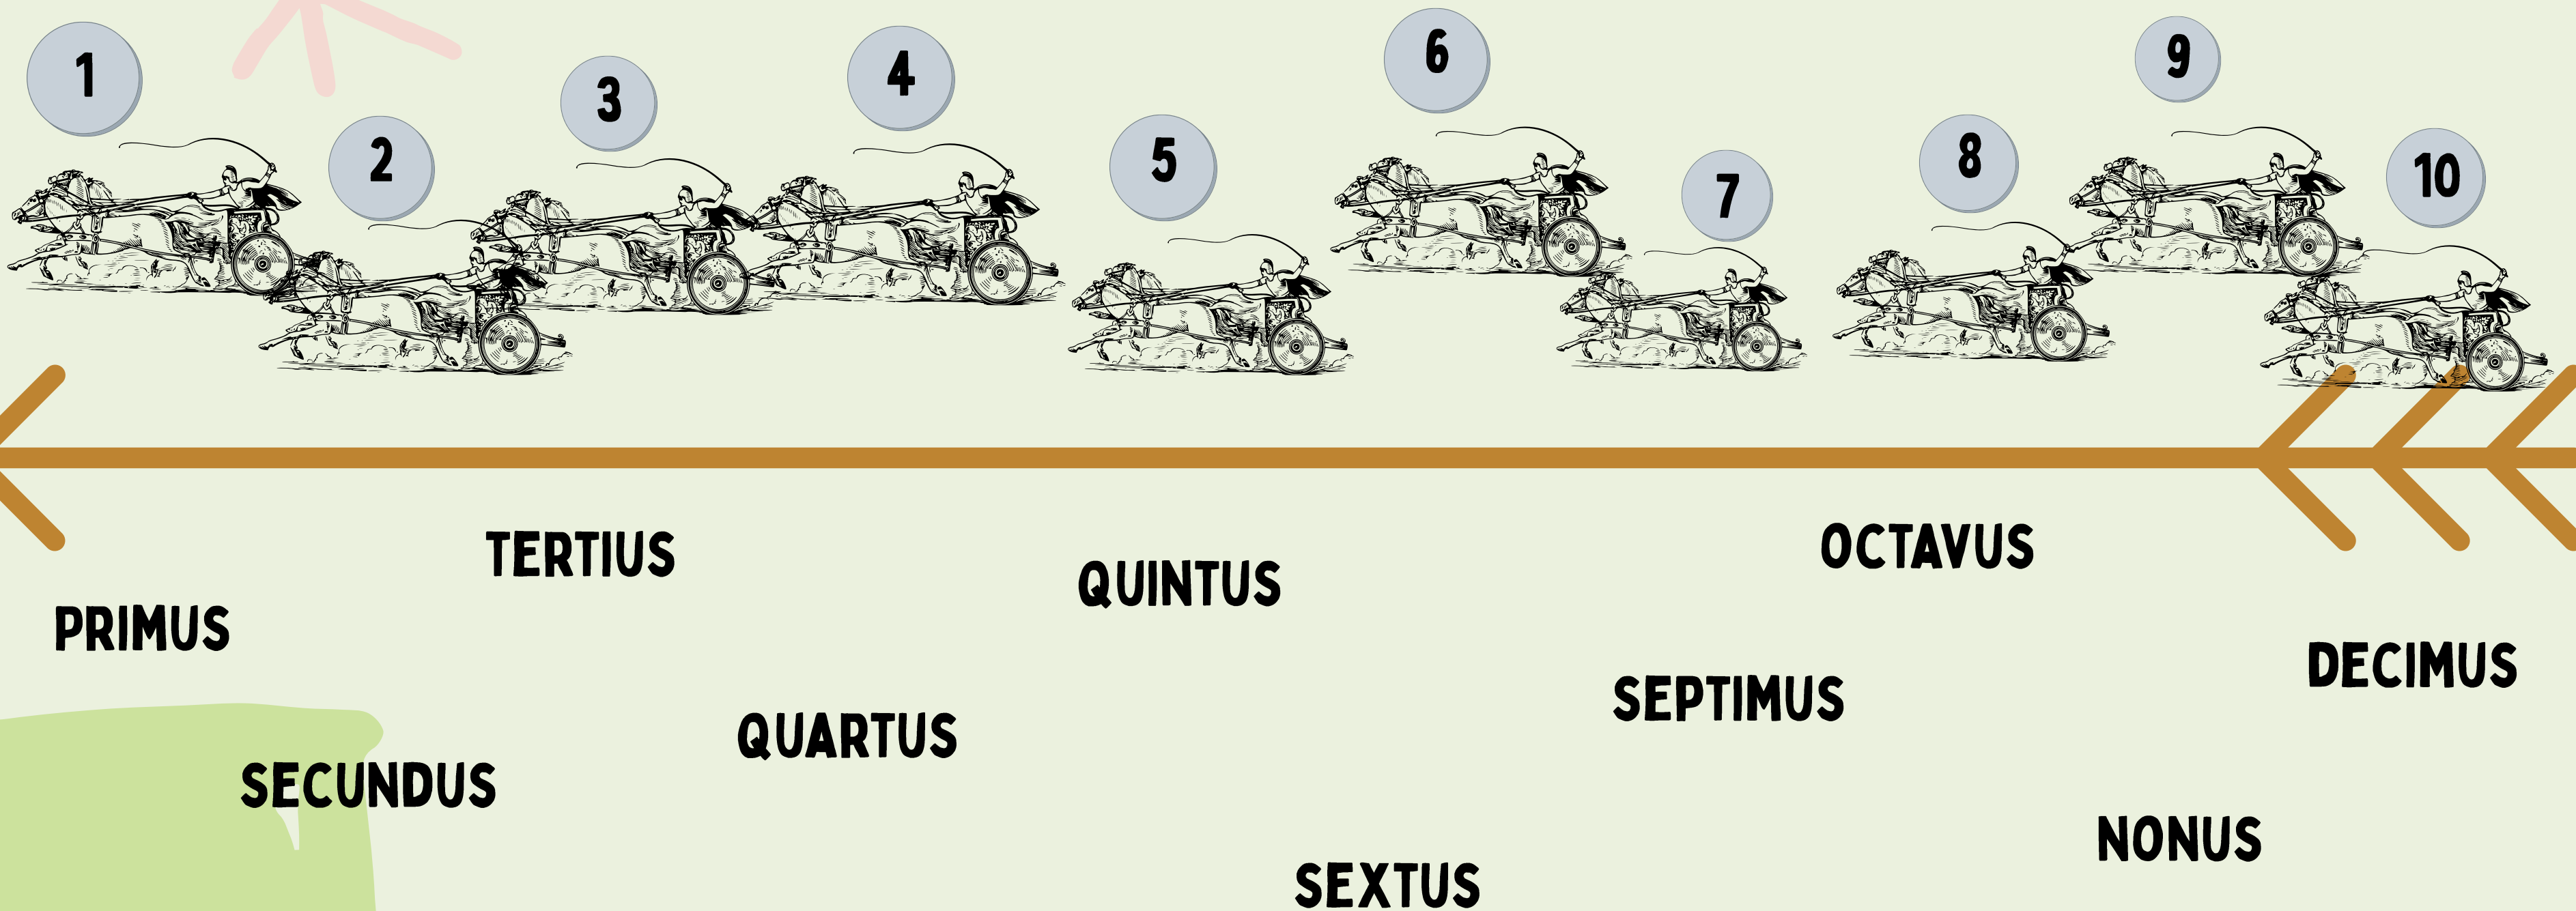 1
2
3
4
5
6
7
8
9
10
PRIMUS
SECUNDUS
TERTIUS
QUARTUS
QUINTUS
SEXTUS
SEPTIMUS
OCTAVUS
NONUS
DECIMUS